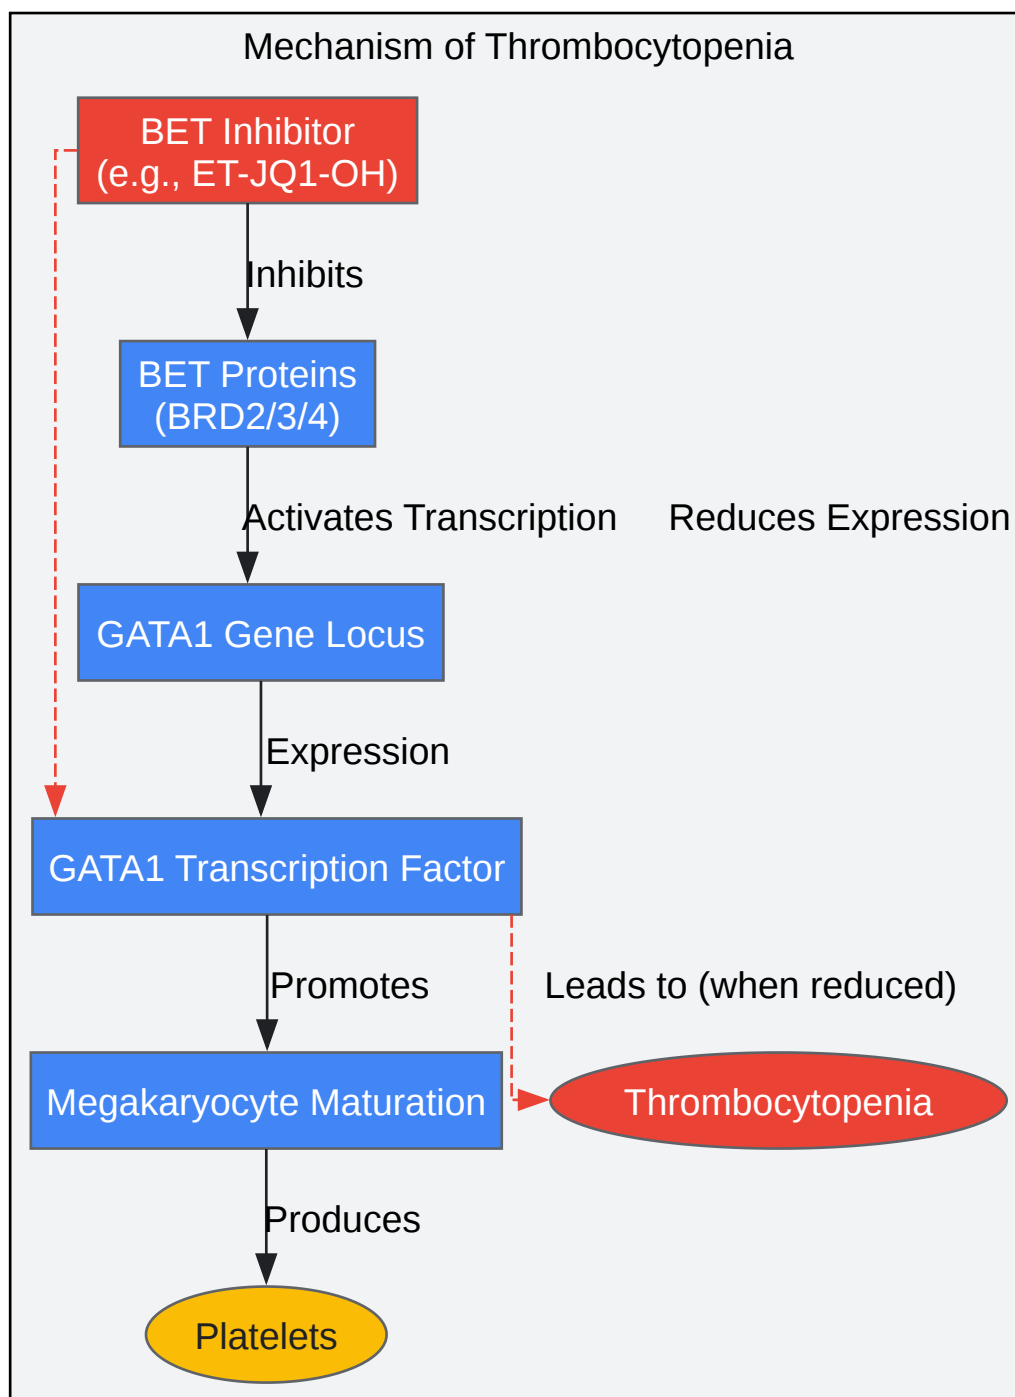 Mechanism of Thrombocytopenia
BET Inhibitor
(e.g., ET-JQ1-OH)
Inhibits
BET Proteins
(BRD2/3/4)
Activates Transcription
Reduces Expression
GATA1 Gene Locus
Expression
GATA1 Transcription Factor
Promotes
Leads to (when reduced)
Megakaryocyte Maturation
Thrombocytopenia
Produces
Platelets